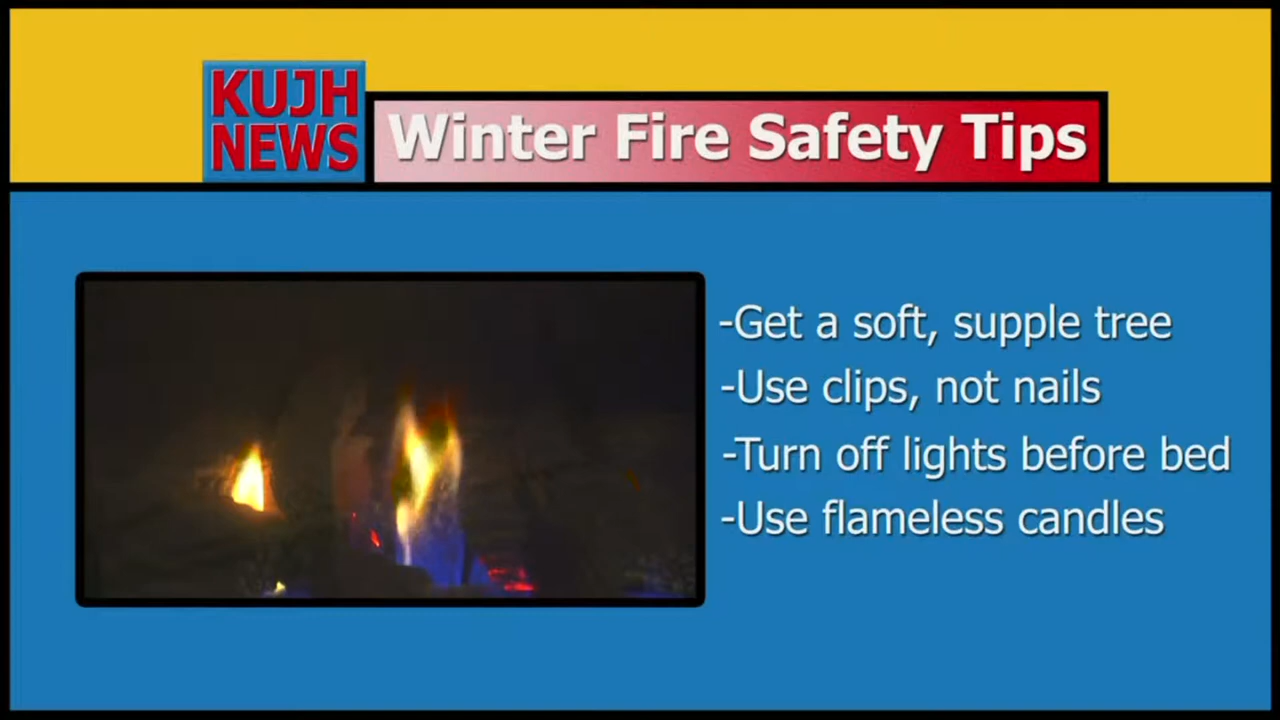 KUJH
NEWS
Winter Fire Safety Tips
-Get a soft, supple tree
-Use clips, not nails
-Turn off lights before bed
-Use flameless candles